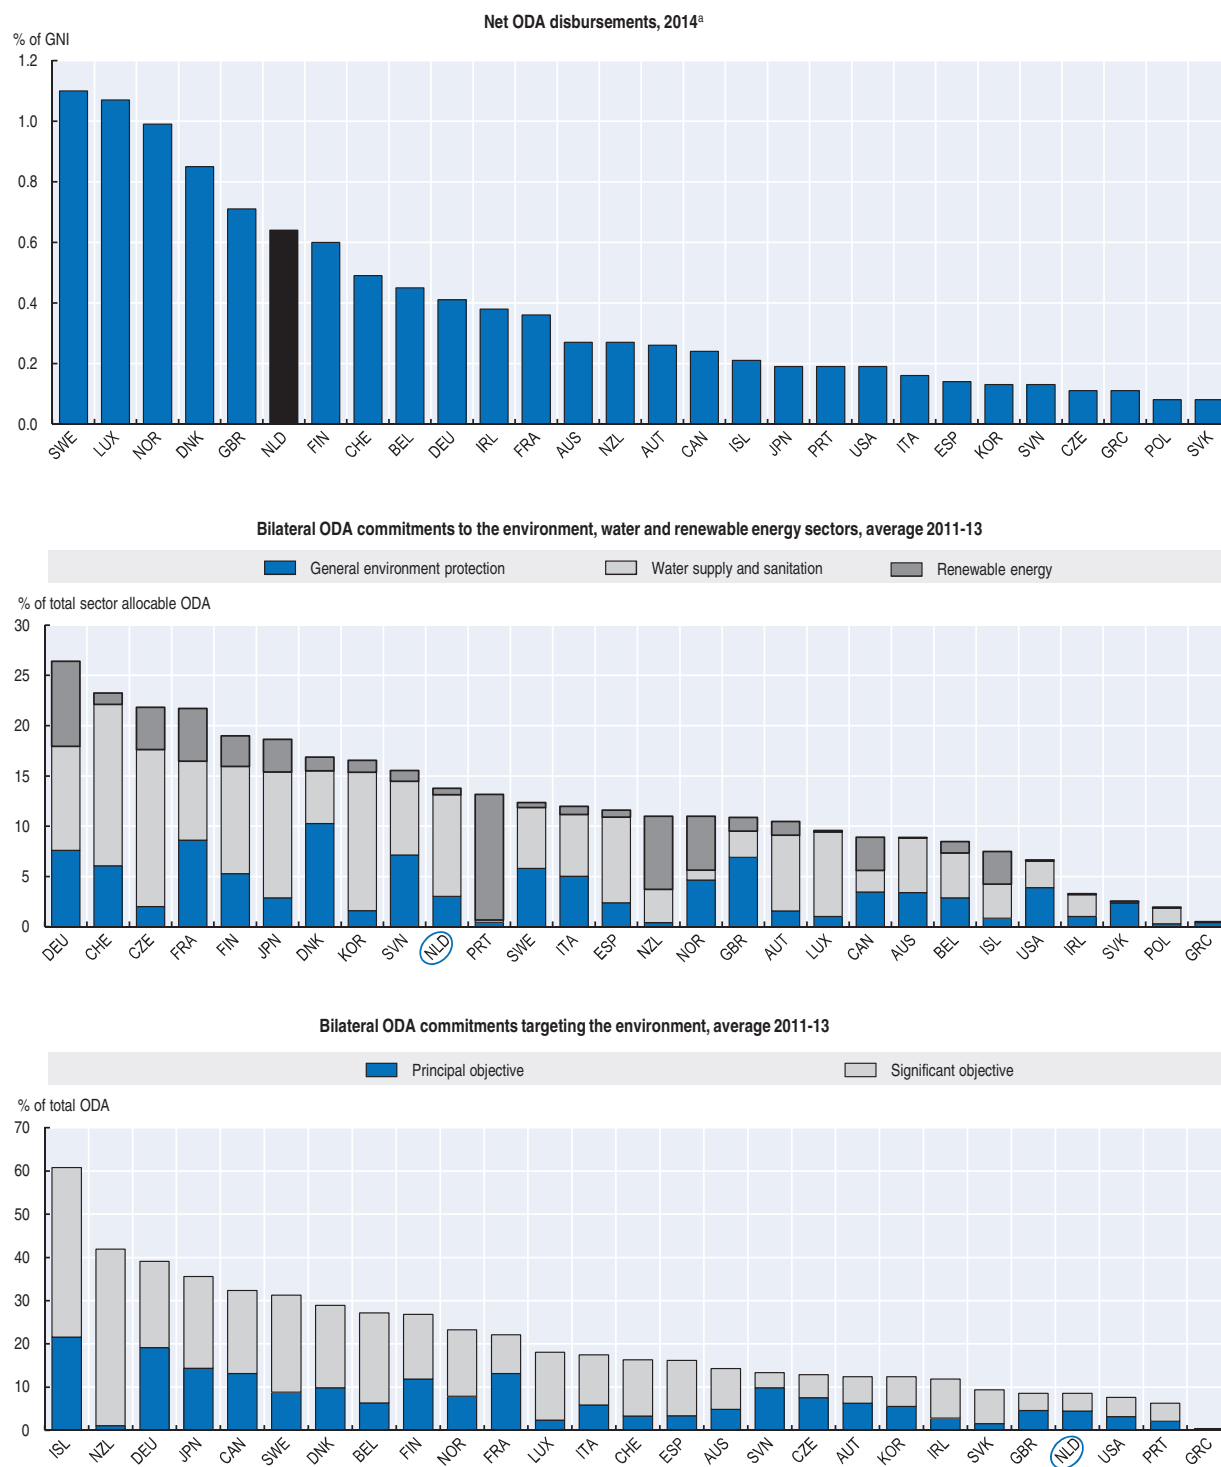 Net ODA disbursements, 2014a
% of GNI
1.2
1.0
0.8
0.6
0.4
0.2
0.0
SWE LUX NOR DNK GBR NLD FIN CHE BEL DEU IRL FRA AUS NZL AUT CAN ISL JPN PRT USA ITA ESP KOR SVN CZE GRC POL SVK
Bilateral ODA commitments to the environment, water and renewable energy sectors, average 2011-13
General environment protection Water supply and sanitation Renewable energy
% of total sector allocable ODA
30
25
20
15
10
5
0
DEU CHE CZE FRA FIN JPN DNK KOR SVN NLD PRT SWE ITA ESP NZL NOR GBR AUT LUX CAN AUS BEL ISL USA IRL SVK POL GRC
Bilateral ODA commitments targeting the environment, average 2011-13
Principal objective Significant objective
% of total ODA
70
60
50
40
30
20
10
0
ISL NZL DEU JPN CAN SWE DNK BEL FIN NOR FRA LUX ITA CHE ESP AUS SVN CZE AUT KOR IRL SVK GBR NLD USA PRT GRC